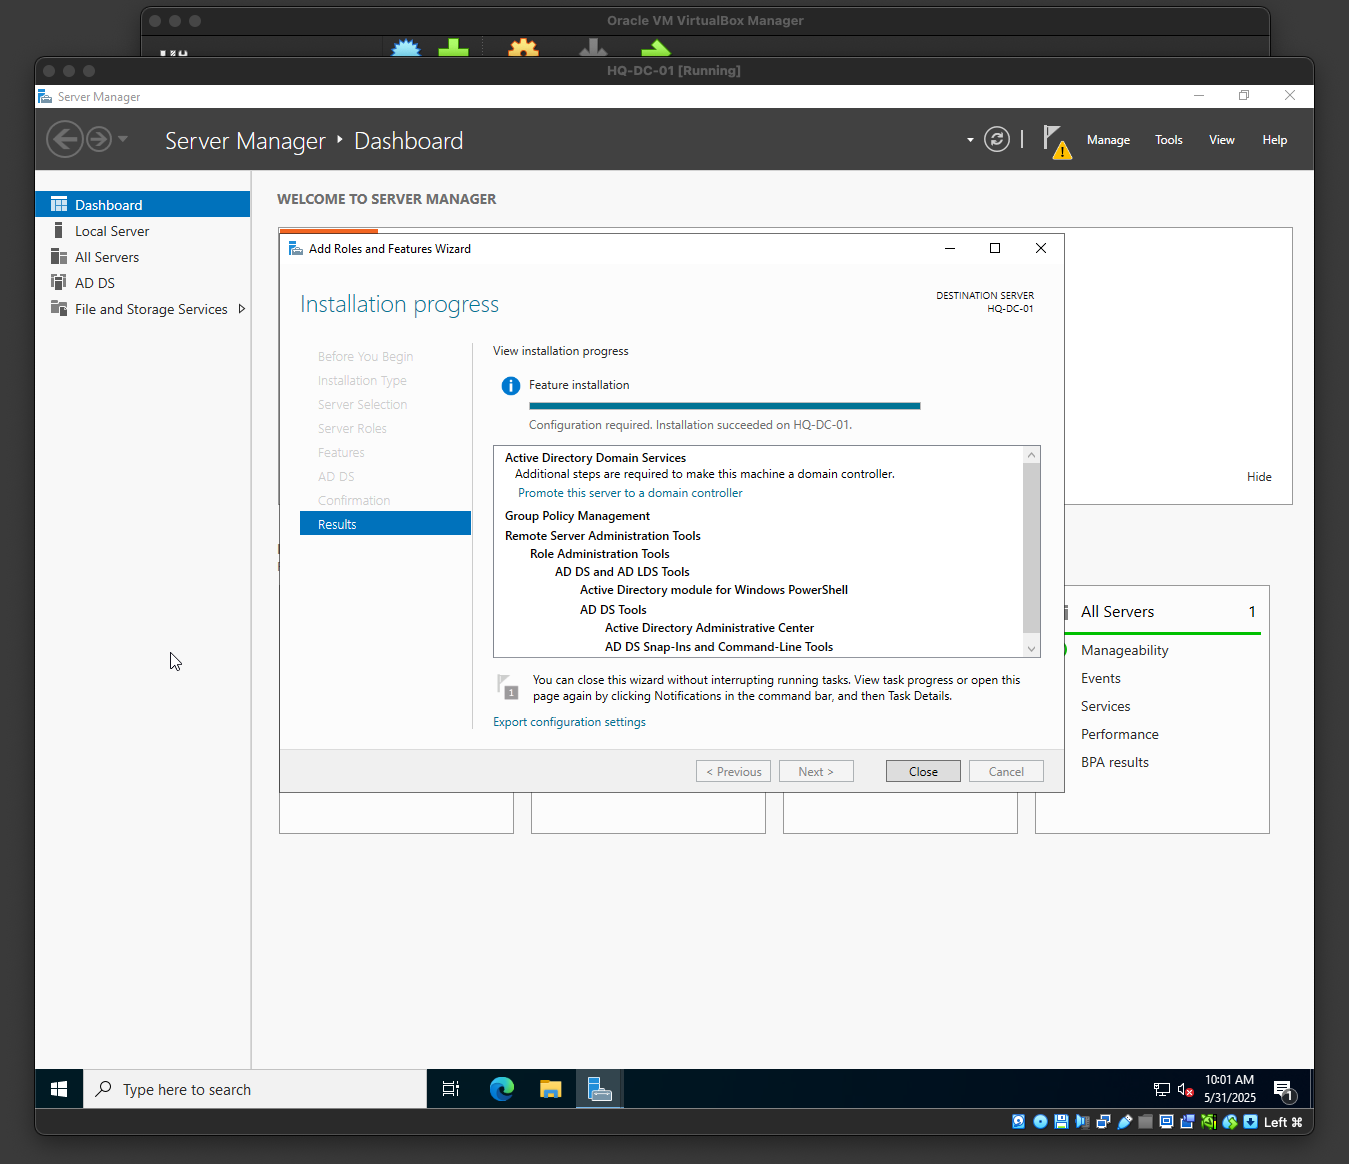 Oracle VM VirtualBox Manager
HQ-DC-01 [Running]
Server Manager
Server Manager ‣ Dashboard
Manage
Tools
View
Help
Dashboard
Local Server
All Servers
AD DS
File and Storage Services
WELCOME TO SERVER MANAGER
Add Roles and Features Wizard
Installation progress
DESTINATION SERVER
HQ-DC-01
Before You Begin
Installation Type
Server Selection
Server Roles
Features
AD DS
Confirmation
Results
View installation progress
Feature installation
Configuration required. Installation succeeded on HQ-DC-01.
Active Directory Domain Services
Additional steps are required to make this machine a domain controller.
Promote this server to a domain controller
Group Policy Management
Remote Server Administration Tools
Role Administration Tools
AD DS and AD LDS Tools
Active Directory module for Windows PowerShell
AD DS Tools
Active Directory Administrative Center
AD DS Snap-Ins and Command-Line Tools
1
You can close this wizard without interrupting running tasks. View task progress or open this
page again by clicking Notifications in the command bar, and then Task Details.
Export configuration settings
< Previous
Next >
Close
Cancel
Hide
All Servers
1
Manageability
Events
Services
Performance
BPA results
Type here to search
10:01 AM
5/31/2025
1
Left ⌘